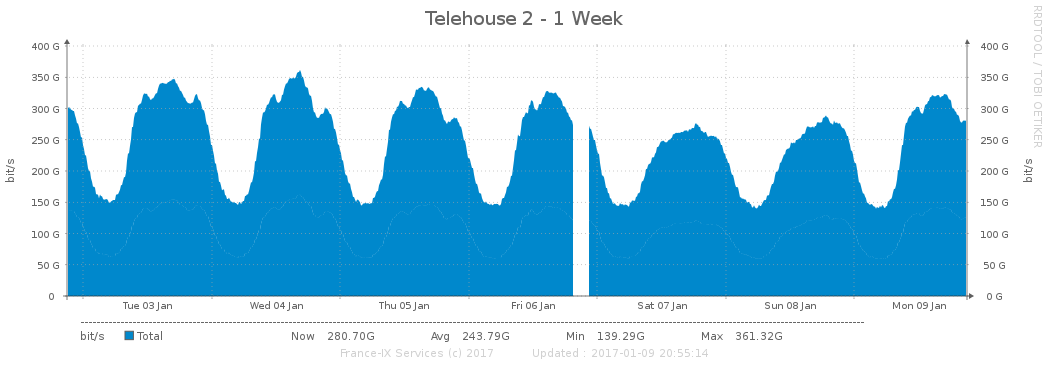 Telehouse 2 - 1 Week
RRDTOOL / TOBI OETIKER
400 G 400 G
350 G 350 G
300 G 300 G
250 G 250 G
200 G 200 G
150 G 150 G
100 G 100 G
50 G 50 G
0 0 G
bit/s bit/s
Tue 03 Jan Wed 04 Jan Thu 05 Jan Fri 06 Jan Sat 07 Jan Sun 08 Jan Mon 09 Jan
bit/s Total Now 280.70G Avg 243.79G Min 139.29G Max 361.32G
France-IX Services (c) 2017 Updated : 2017-01-09 20:55:14